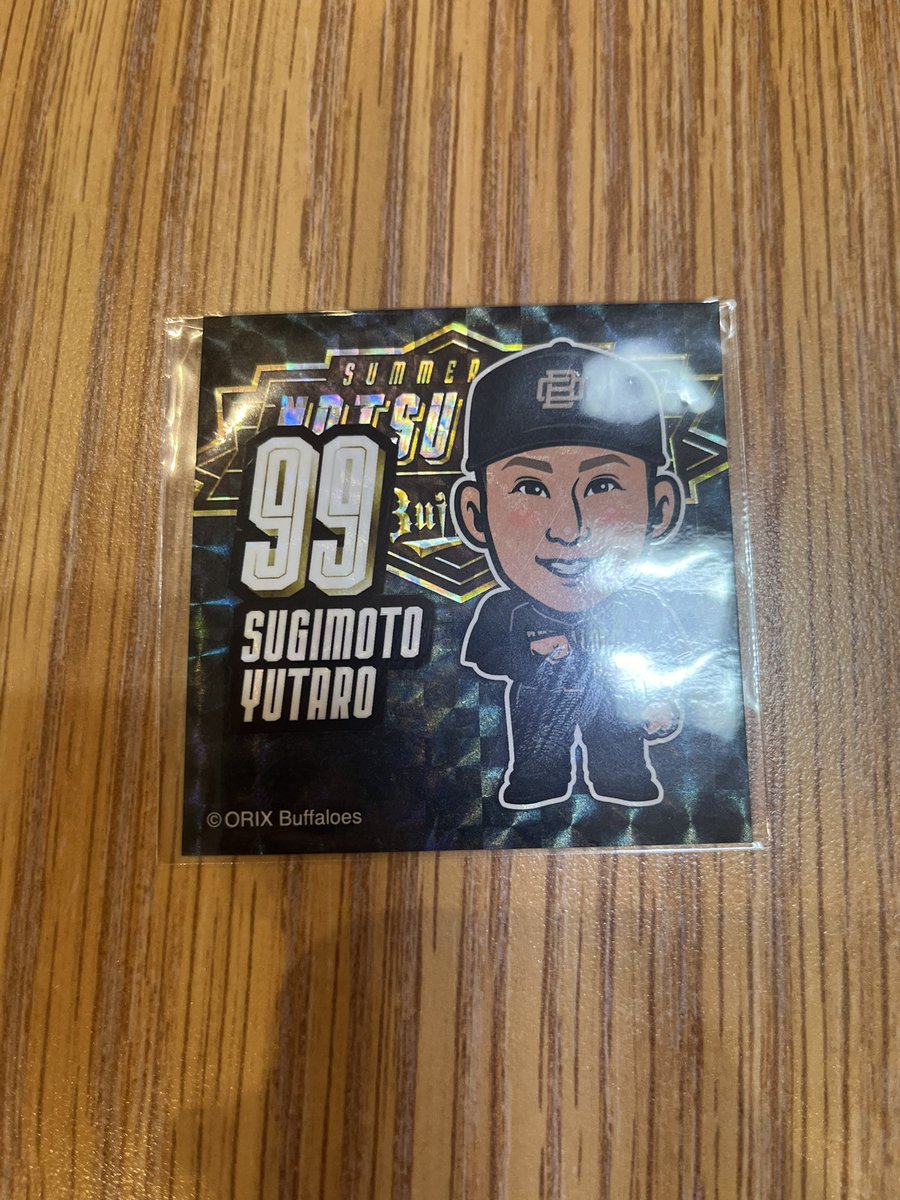 SUMMER
99
SUGIMOTO
YUTARO
©ORIX Buffaloes